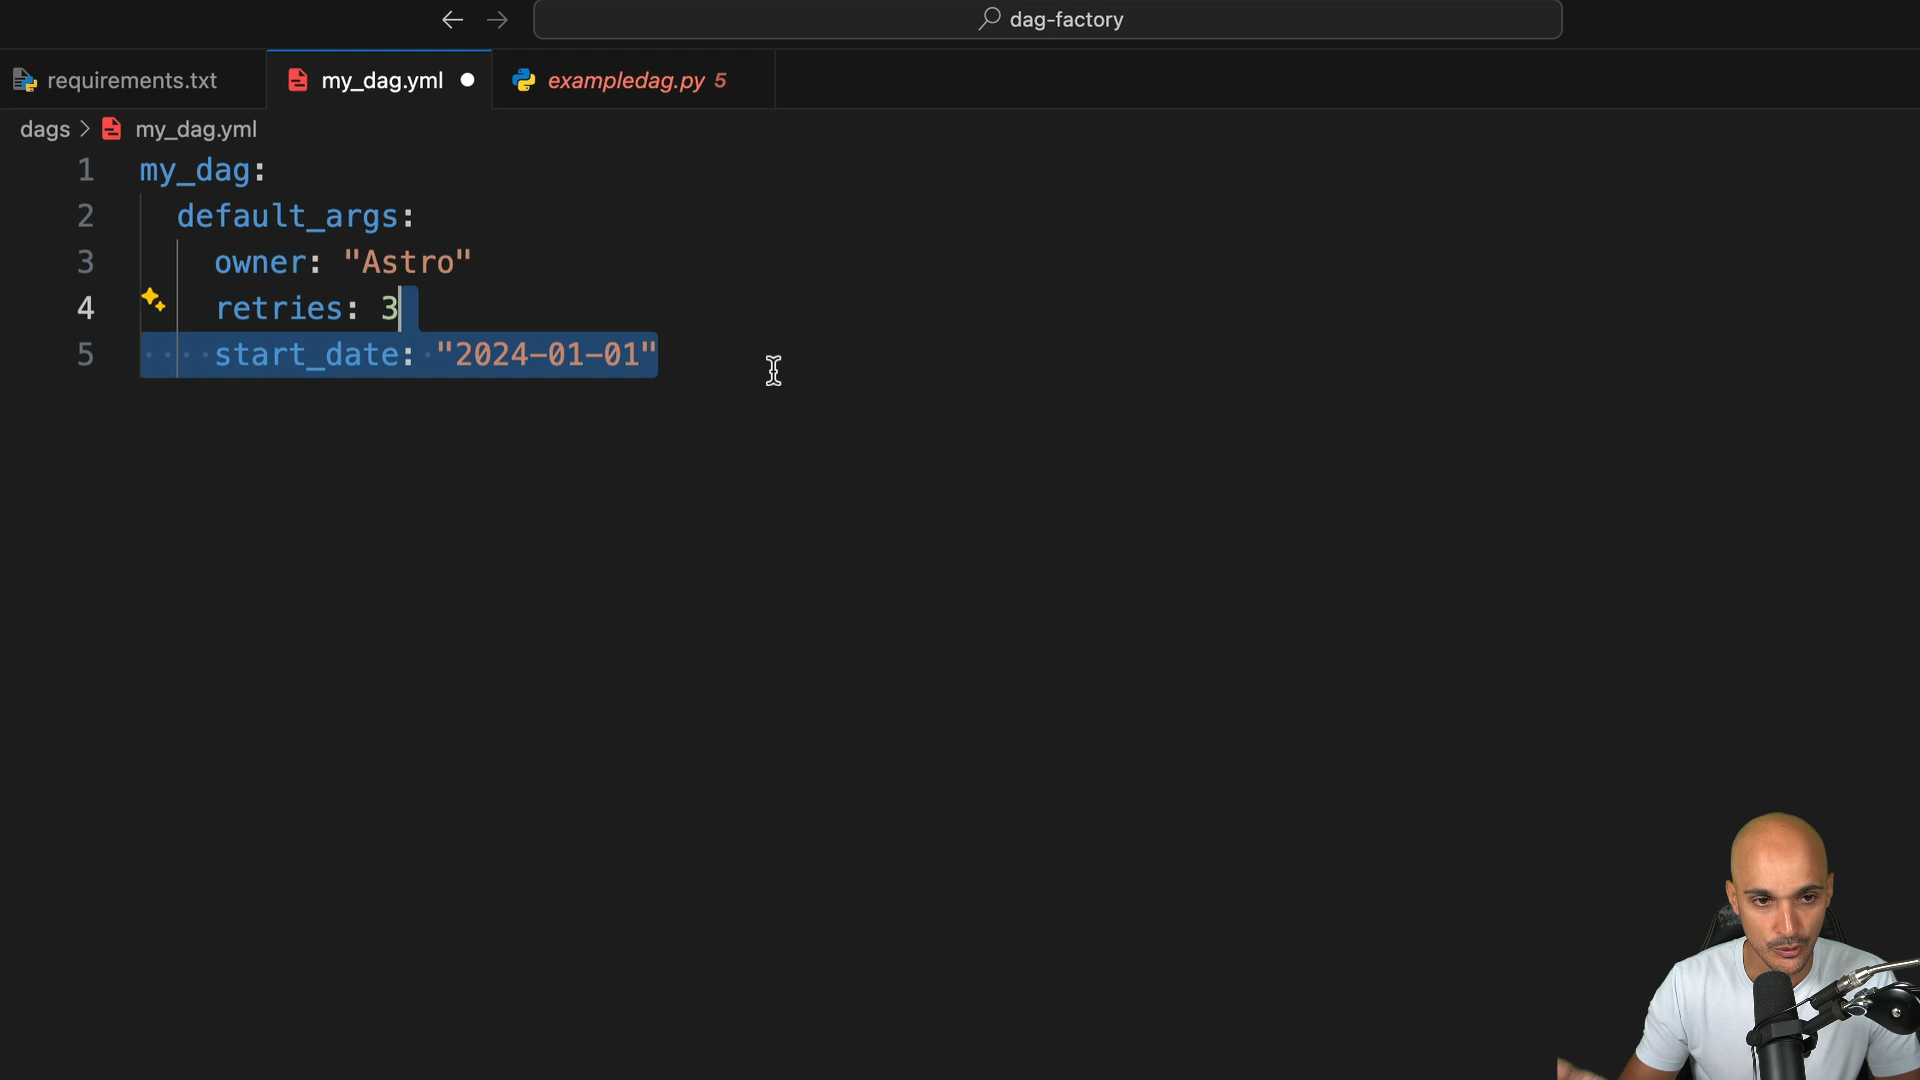 dag-factory
requirements.txt
my_dag.yml
exampledag.py 5
dags > my_dag.yml
1 my_dag:
2 default_args:
3 owner: "Astro"
4 retries: 3
5 start_date: "2024-01-01"